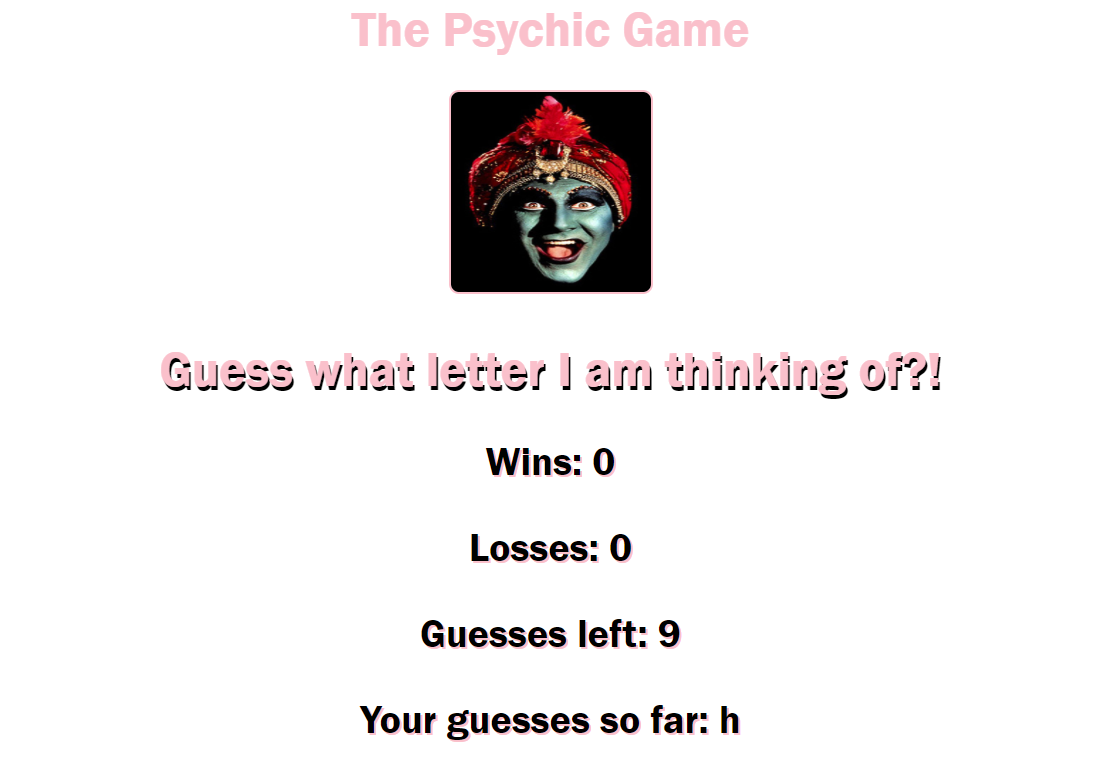 The Psychic Game
Guess what letter I am thinking of?!
Wins: 0
Losses: 0
Guesses left: 9
Your guesses so far: h